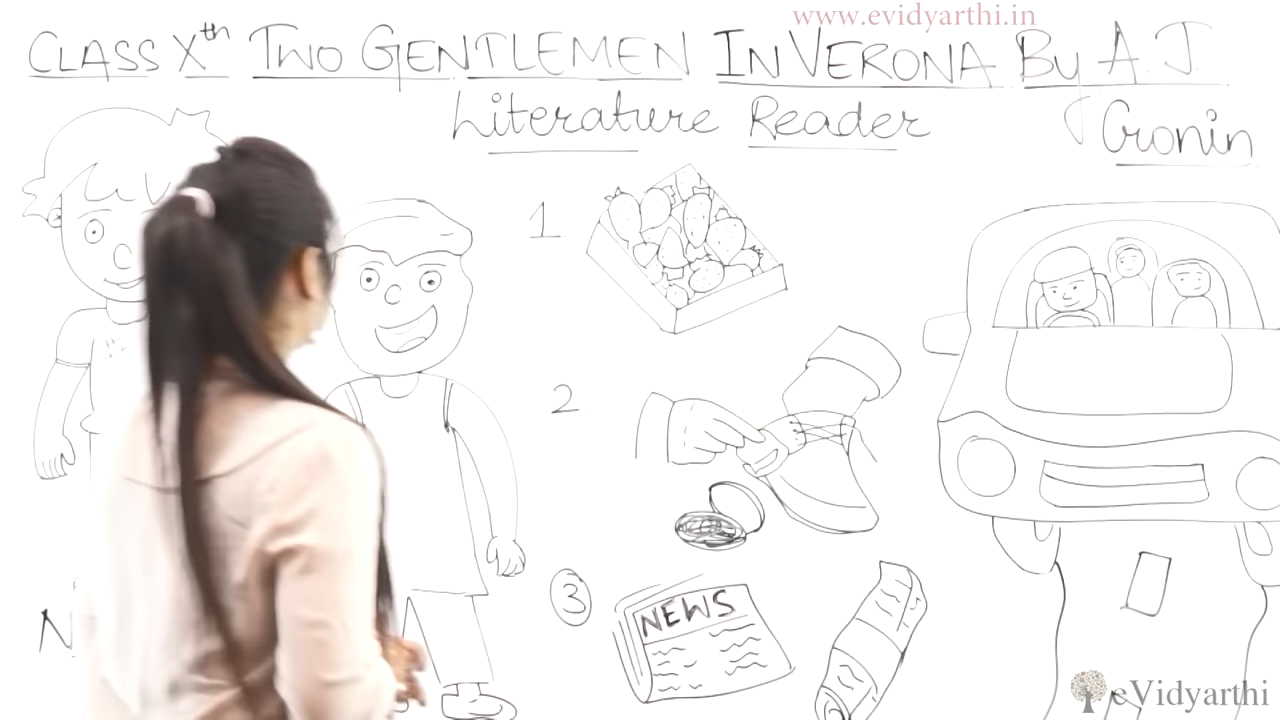 www.evidyarthi.in
CLASS Xth TWO GENTLEMEN IN VERONA By A.J.
Literature Reader
Cronin
1
2
3
NEWS
N
eVidyarthi